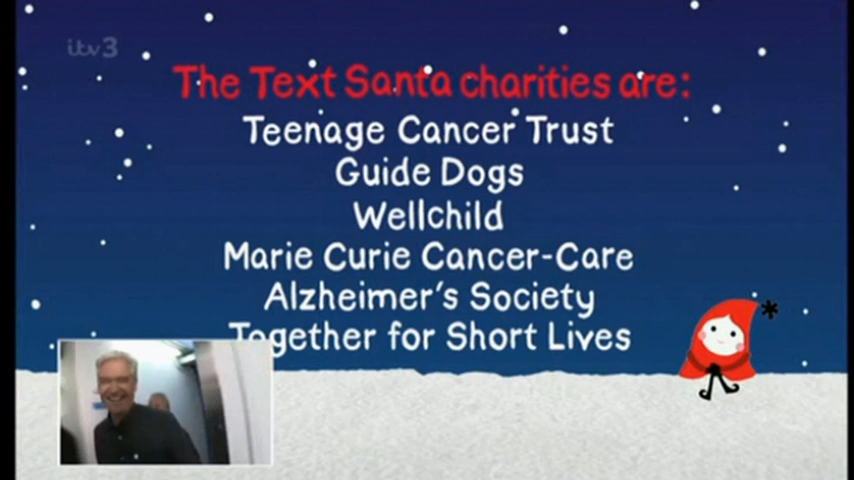 itv3
The Text Santa charities are:
Teenage Cancer Trust
Guide Dogs
Wellchild
Marie Curie Cancer-Care
Alzheimer's Society
Together for Short Lives